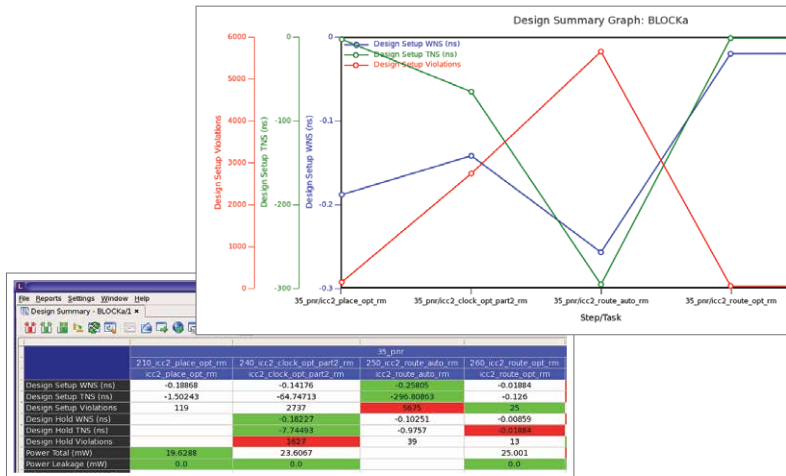 Design Summary Graph: BLOCKa
Design Setup WNS (ns)
Design Setup TNS (ns)
Design Setup Violations
6000
5000
4000
3000
2000
1000
0
Design Setup Violations
0
-100
-200
-300
Design Setup TNS (ns)
0
-0.1
-0.2
-0.3
Design Setup WNS (ns)
35_pnr/icc2_place_opt_rm 35_pnr/icc2_clock_opt_part2_rm 35_pnr/icc2_route_auto_rm 35_pnr/icc2_route_opt_rm
Step/Task
File Reports Settings Window Help
Design Summary - BLOCKa/1
35_pnr
210_icc2_place_opt_rm 240_icc2_clock_opt_part2_rm 250_icc2_route_auto_rm 260_icc2_route_opt_rm
icc2_place_opt_rm icc2_clock_opt_part2_rm icc2_route_auto_rm icc2_route_opt_rm
Design Setup WNS (ns) -0.18868 -0.14176 -0.25805 -0.01884
Design Setup TNS (ns) -1.50243 -64.74713 -296.80863 -0.126
Design Setup Violations 119 2737 5675 25
Design Hold WNS (ns) -0.18227 -0.10251 -0.00859
Design Hold TNS (ns) -7.74493 -0.9757 -0.01884
Design Hold Violations 1627 39 13
Power Total (mW) 19.6288 23.6067 25.001
Power Leakage (mW) 0.0 0.0 0.0